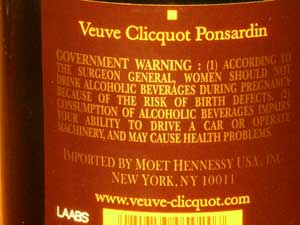 Veuve Clicquot Ponsardin
GOVERNMENT WARNING : (1) ACCORDING TO
THE SURGEON GENERAL, WOMEN SHOULD NOT
DRINK ALCOHOLIC BEVERAGES DURING PREGNANCY
BECAUSE OF THE RISK OF BIRTH DEFECTS. (2)
CONSUMPTION OF ALCOHOLIC BEVERAGES IMPAIRS
YOUR ABILITY TO DRIVE A CAR OR OPERATE
MACHINERY, AND MAY CAUSE HEALTH PROBLEMS.
IMPORTED BY MOET HENNESSY USA, INC.
NEW YORK, NY 10011
www.veuve-clicquot.com
LAABS